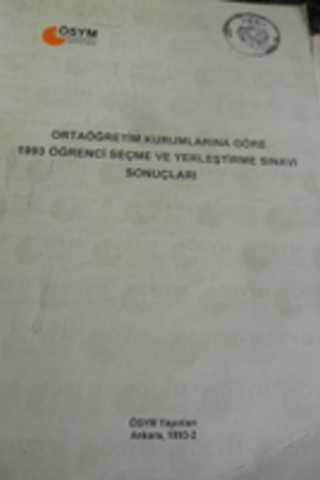 ÖSYM
ORTAÖĞRETİM KURUMLARINA GÖRE
1993 ÖĞRENCİ SEÇME VE YERLEŞTİRME SINAVI
SONUÇLARI
ÖSYM Yayınları
Ankara, 1993-2